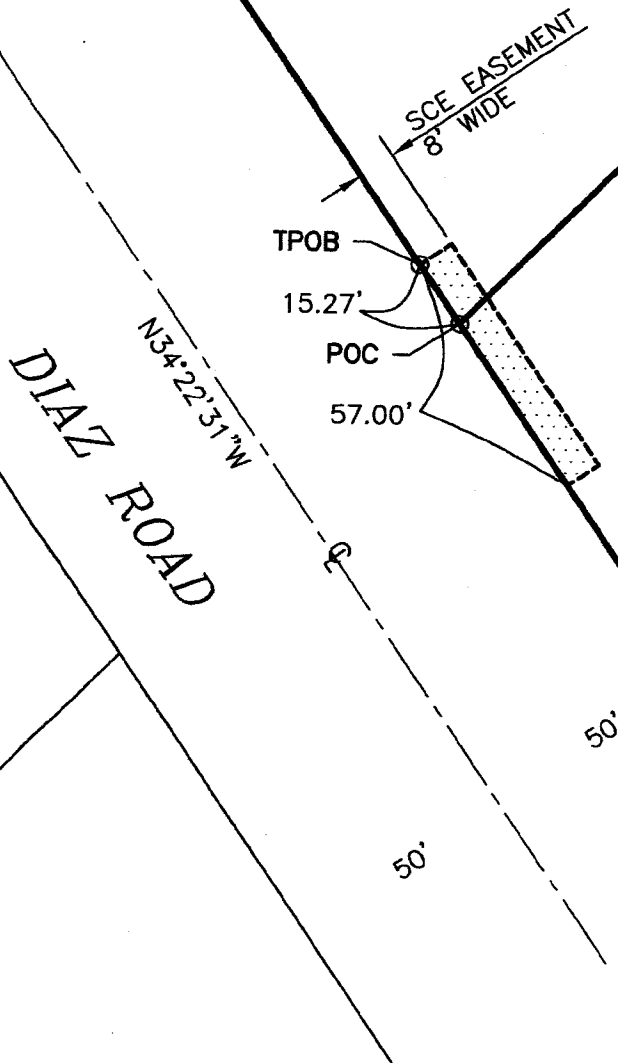 SCE EASEMENT
8' WIDE
TPOB
15.27'
POC
57.00'
N34°22'31"W
DIAZ ROAD
℄
50'
50'